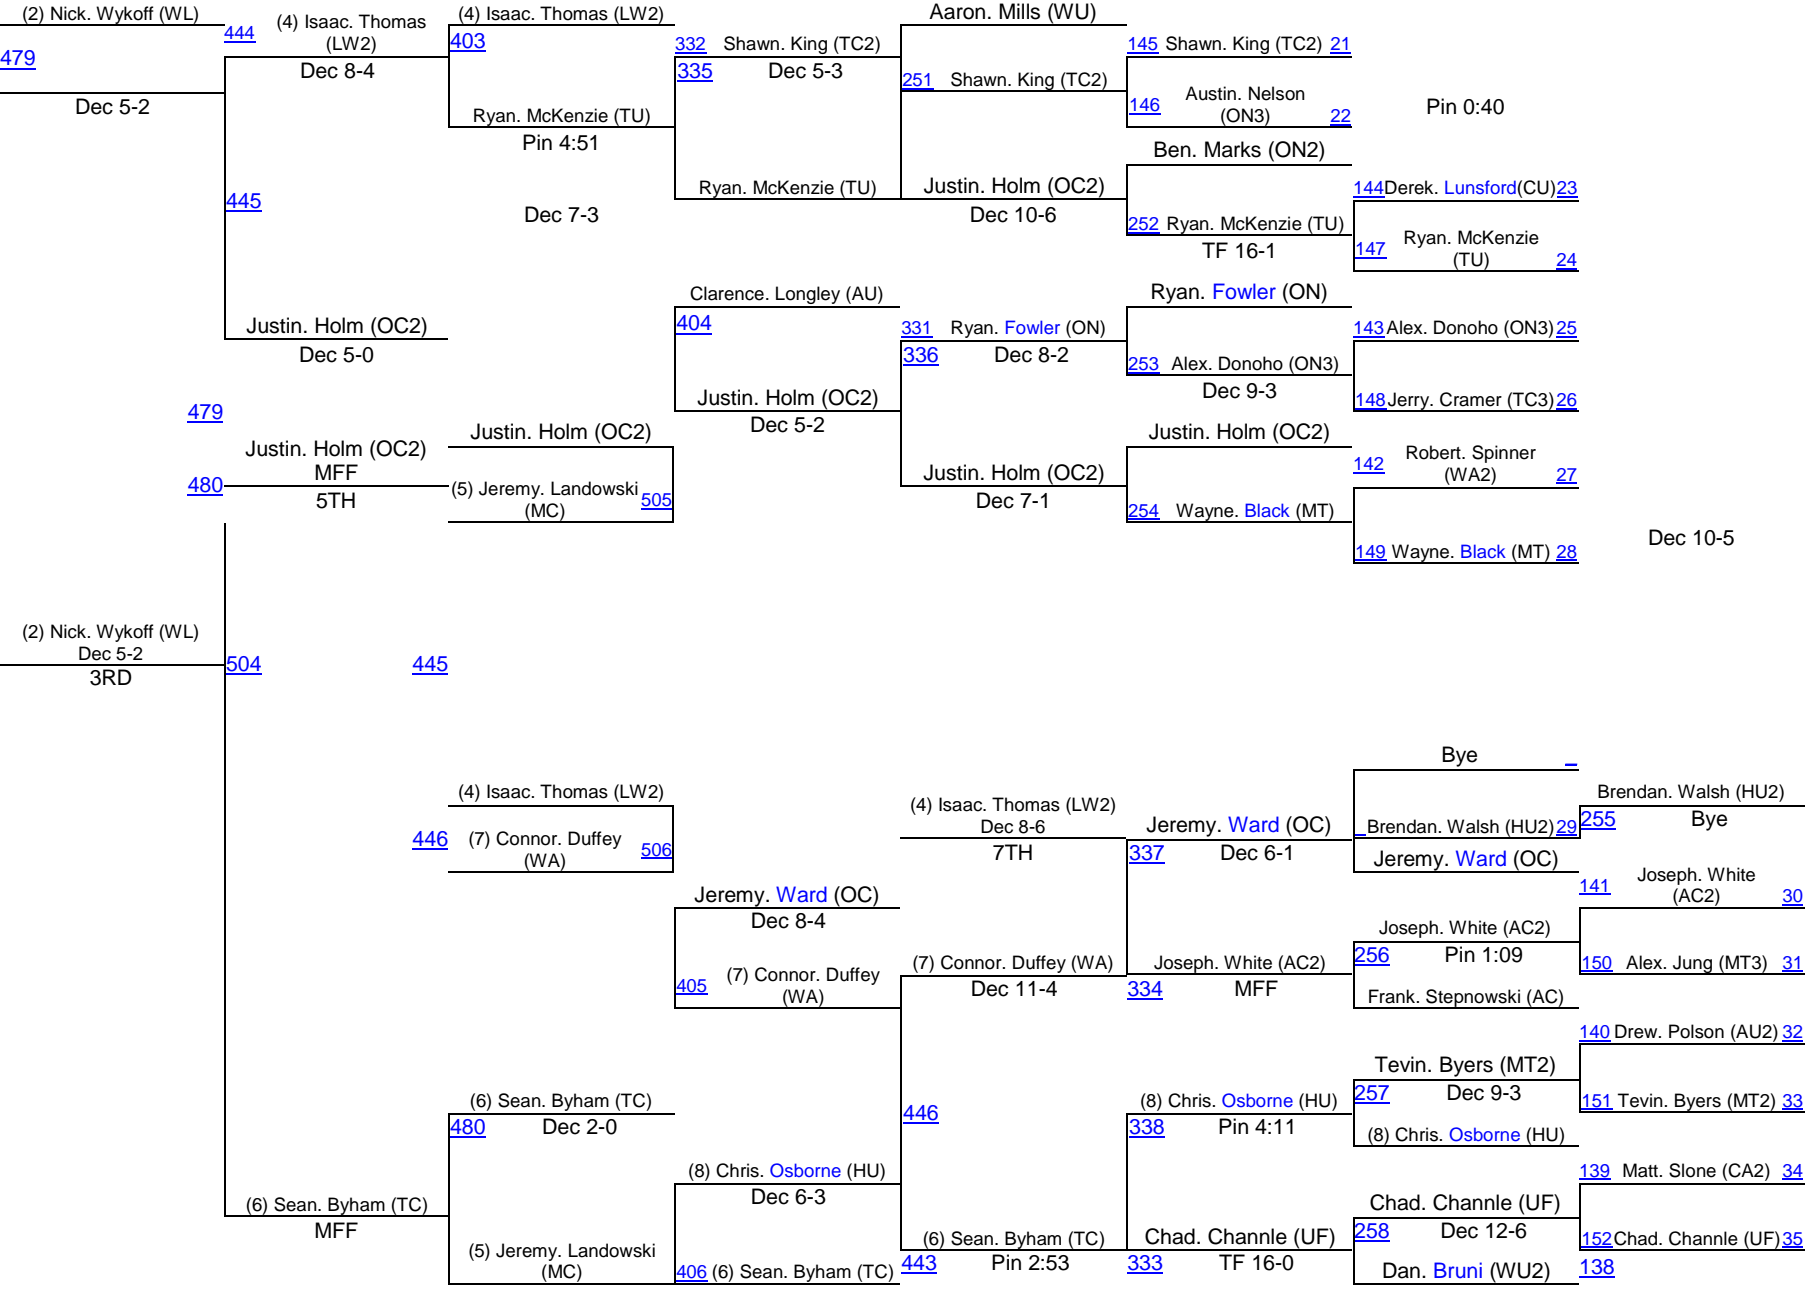 (2) Nick. Wykoff (WL)
479
Dec 5-2
444
(4) Isaac. Thomas
(LW2)
Dec 8-4
445
Justin. Holm (OC2)
Dec 5-0
(4) Isaac. Thomas (LW2)
403
Ryan. McKenzie (TU)
Pin 4:51
Dec 7-3
332 Shawn. King (TC2)
335 Dec 5-3
Ryan. McKenzie (TU)
Aaron. Mills (WU)
251 Shawn. King (TC2)
Justin. Holm (OC2)
Dec 10-6
145 Shawn. King (TC2) 21
146 Austin. Nelson
(ON3) 22
Pin 0:40
Ben. Marks (ON2)
252 Ryan. McKenzie (TU)
TF 16-1
144 Derek. Lunsford(CU) 23
147 Ryan. McKenzie
(TU) 24
Clarence. Longley (AU)
404
Justin. Holm (OC2)
Dec 5-2
331 Ryan. Fowler (ON)
336 Dec 8-2
Justin. Holm (OC2)
Dec 7-1
Ryan. Fowler (ON)
253 Alex. Donoho (ON3)
Dec 9-3
143 Alex. Donoho (ON3) 25
148 Jerry. Cramer (TC3) 26
Justin. Holm (OC2)
254 Wayne. Black (MT)
142 Robert. Spinner
(WA2) 27
149 Wayne. Black (MT) 28
Dec 10-5
479
Justin. Holm (OC2)
MFF
480
5TH
Justin. Holm (OC2)
(5) Jeremy. Landowski
(MC) 505
(2) Nick. Wykoff (WL)
Dec 5-2
3RD
504
445
(4) Isaac. Thomas (LW2)
446 (7) Connor. Duffey
(WA) 506
(4) Isaac. Thomas (LW2)
Dec 8-6
7TH
Jeremy. Ward (OC)
Dec 8-4
405 (7) Connor. Duffey
(WA)
Jeremy. Ward (OC)
337 Dec 6-1
(7) Connor. Duffey (WA)
Dec 11-4
Joseph. White (AC2)
334 MFF
Bye _
_ Brendan. Walsh (HU2) 29
Jeremy. Ward (OC)
Brendan. Walsh (HU2)
255 Bye
141 Joseph. White
(AC2) 30
Joseph. White (AC2)
256 Pin 1:09
150 Alex. Jung (MT3) 31
Frank. Stepnowski (AC)
140 Drew. Polson (AU2) 32
Tevin. Byers (MT2)
257 Dec 9-3
151 Tevin. Byers (MT2) 33
(8) Chris. Osborne (HU)
(6) Sean. Byham (TC)
480 Dec 2-0
446
(8) Chris. Osborne (HU)
338 Pin 4:11
(8) Chris. Osborne (HU)
Dec 6-3
139 Matt. Slone (CA2) 34
Chad. Channle (UF)
258 Dec 12-6
152 Chad. Channle (UF) 35
(6) Sean. Byham (TC)
MFF
(5) Jeremy. Landowski
(MC)
406 (6) Sean. Byham (TC)
(6) Sean. Byham (TC)
443 Pin 2:53
Chad. Channle (UF)
333 TF 16-0
Dan. Bruni (WU2)
138